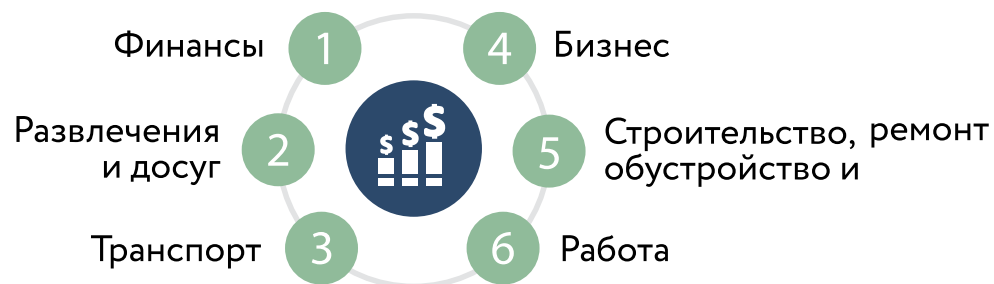 Финансы 1
Развлечения
и досуг 2
Транспорт 3
4 Бизнес
5 Строительство, ремонт
обустройство и
6 Работа
$ $ $